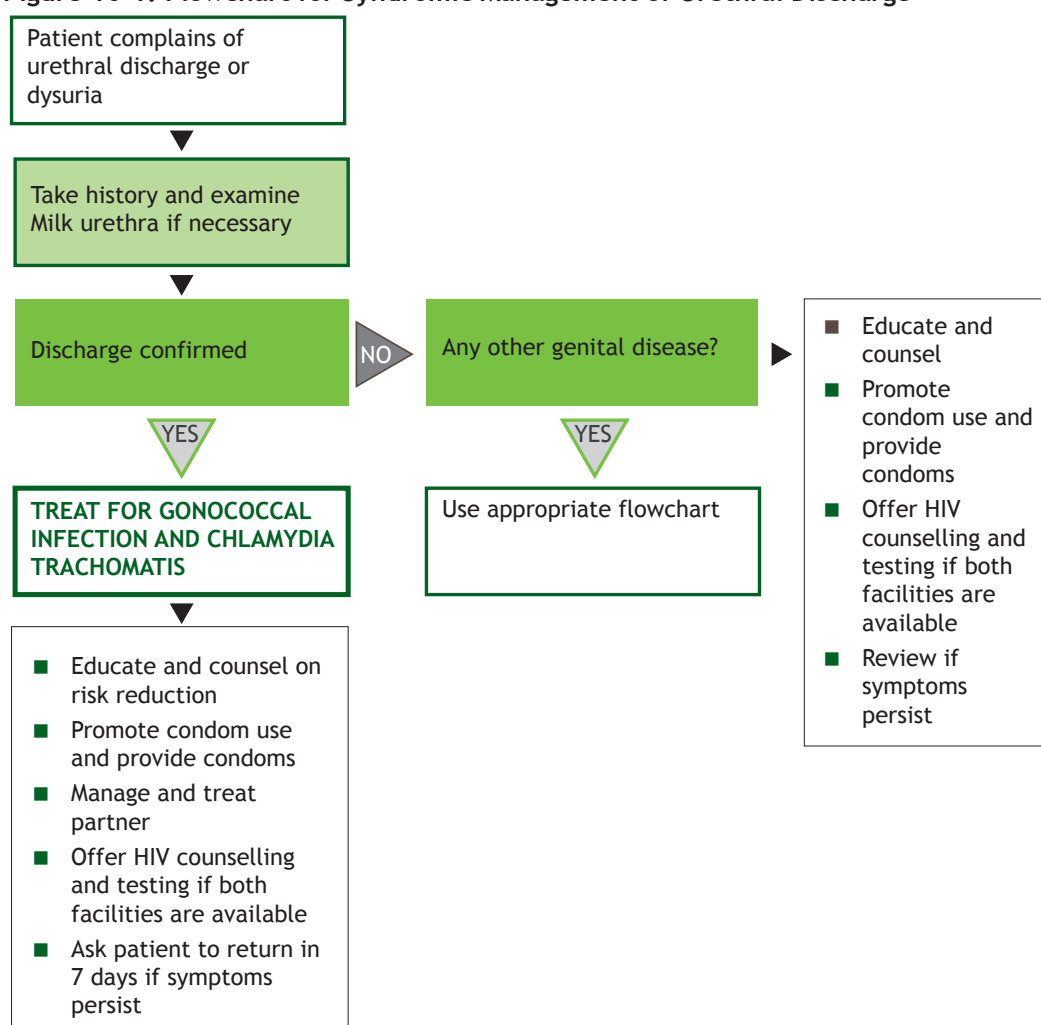 Patient complains of
urethral discharge or
dysuria
Take history and examine
Milk urethra if necessary
Discharge confirmed
NO
Any other genital disease?
YES
YES
TREAT FOR GONOCOCCAL
INFECTION AND CHLAMYDIA
TRACHOMATIS
Use appropriate flowchart
■ Educate and
counsel
■ Promote
condom use and
provide
condoms
■ Offer HIV
counselling and
testing if both
facilities are
available
■ Review if
symptoms
persist
■ Educate and counsel on
risk reduction
■ Promote condom use
and provide condoms
■ Manage and treat
partner
■ Offer HIV counselling
and testing if both
facilities are available
■ Ask patient to return in
7 days if symptoms
persist